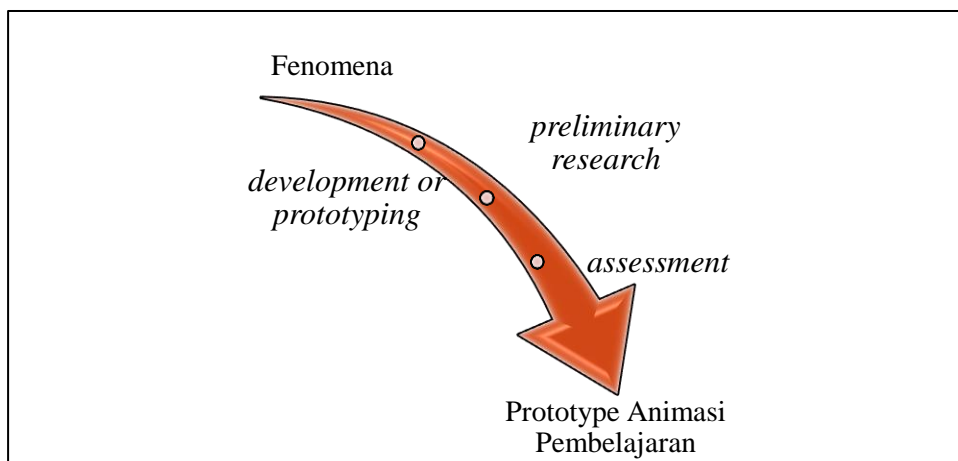 Fenomena
preliminary
research
development or
prototyping
assessment
Prototype Animasi
Pembelajaran